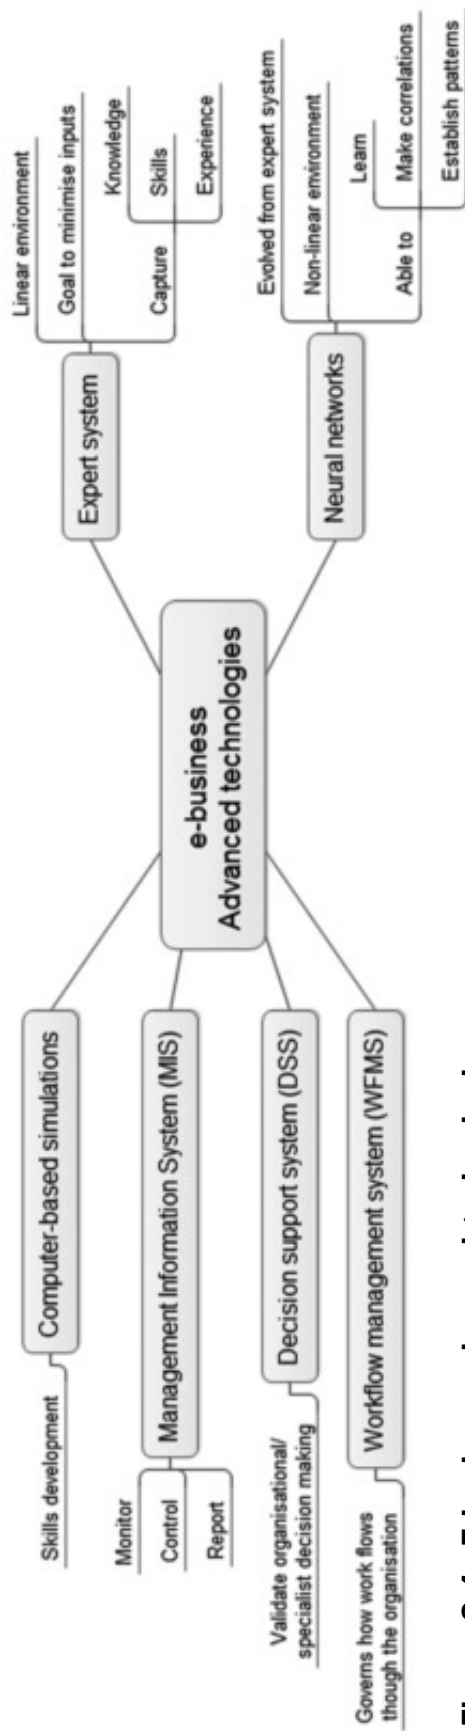 Computer-based simulations
Skills development
Management Information System (MIS)
Monitor
Control
Report
Decision support system (DSS)
Validate organisational/
specialist decision making
Workflow management system (WFMS)
Governs how work flows
though the organisation
e-business
Advanced technologies
Expert system
Linear environment
Goal to minimise inputs
Capture
Knowledge
Skills
Experience
Neural networks
Evolved from expert system
Non-linear environment
Able to
Learn
Make correlations
Establish patterns